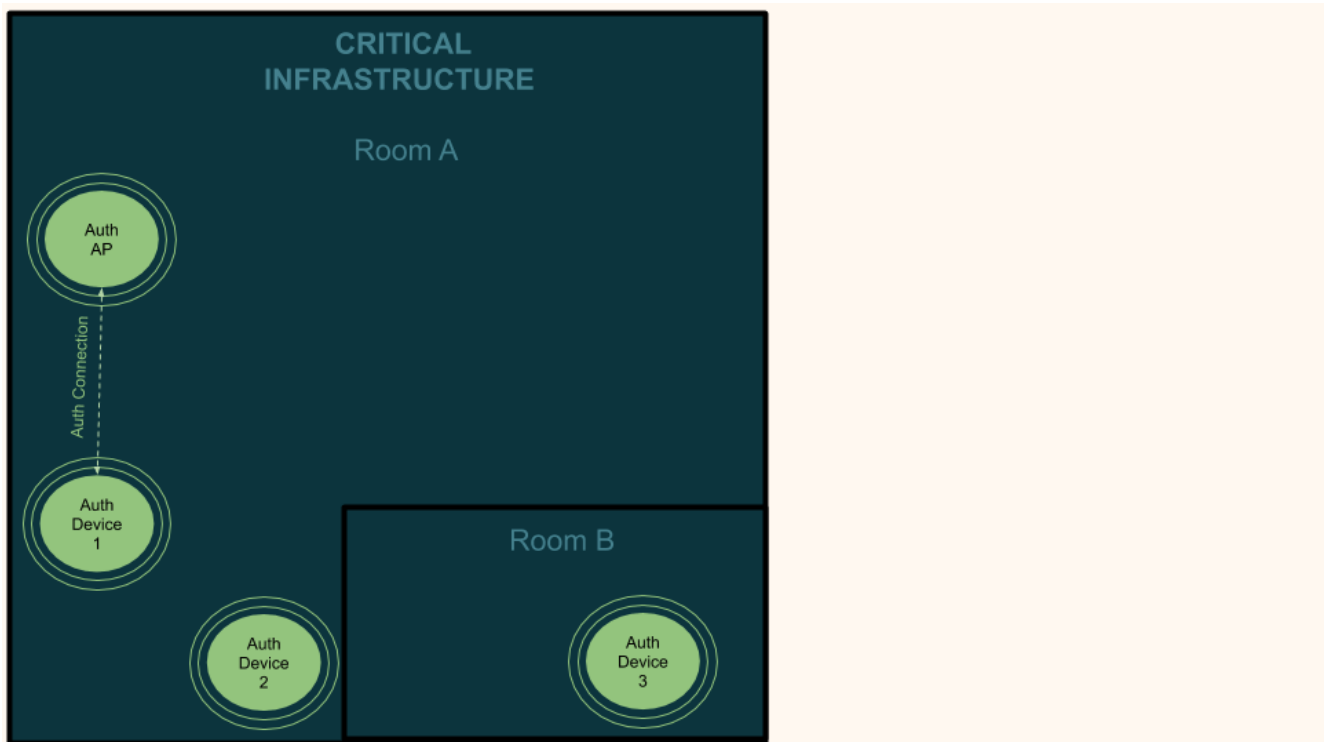 CRITICAL
INFRASTRUCTURE
Room A
Auth
AP
Auth Connection
Auth
Device
1
Room B
Auth
Device
2
Auth
Device
3